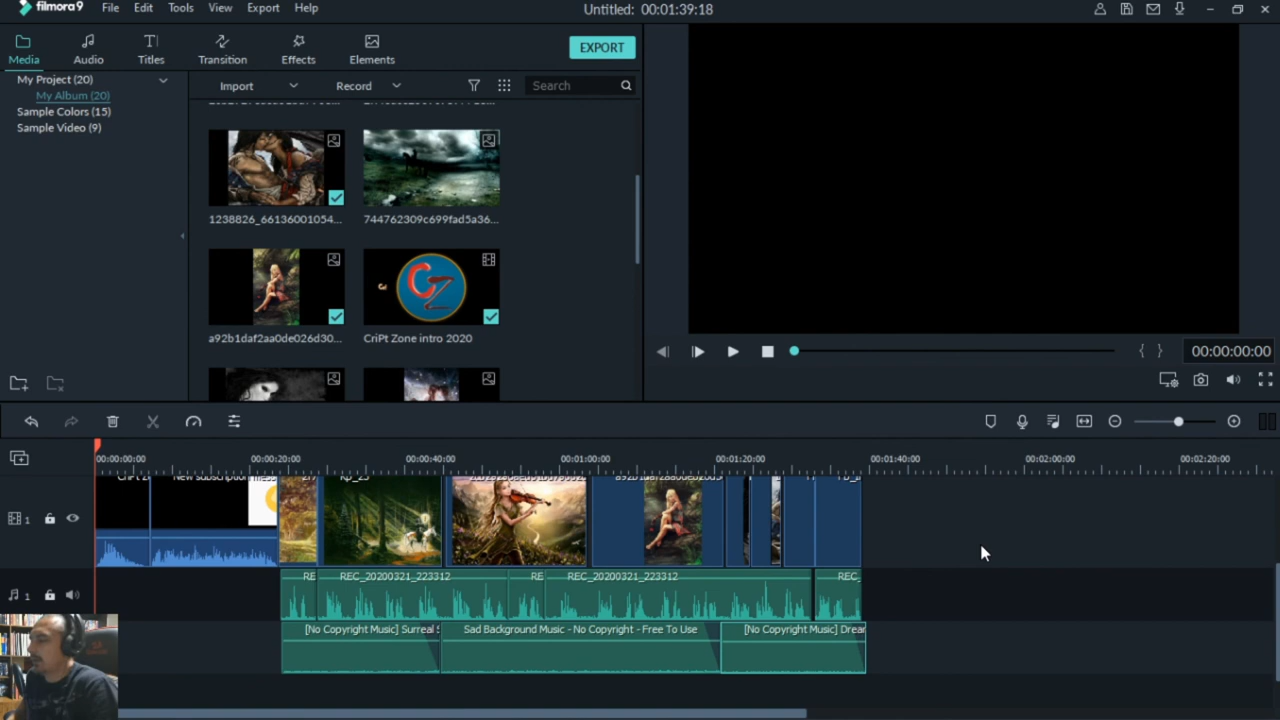 filmora9 File Edit Tools View Export Help Untitled: 00:01:39:18
Media Audio Titles Transition Effects Elements EXPORT
My Project (20)
My Album (20)
Sample Colors (15)
Sample Video (9)
Import Record Search
1238826_66136001054... 744762309c699fad5a36...
a92b1daf2aa0de026d30... CriPt Zone intro 2020
CZ
00:00:00:00
00:00:00:00 00:00:20:00 00:00:40:00 00:01:00:00 00:01:20:00 00:01:40:00 00:02:00:00 00:02:20:00
1
1
RE REC_20200321_223312 RE REC_20200321_223312 REC_
[No Copyright Music] Surreal S Sad Background Music - No Copyright - Free To Use [No Copyright Music] Drear